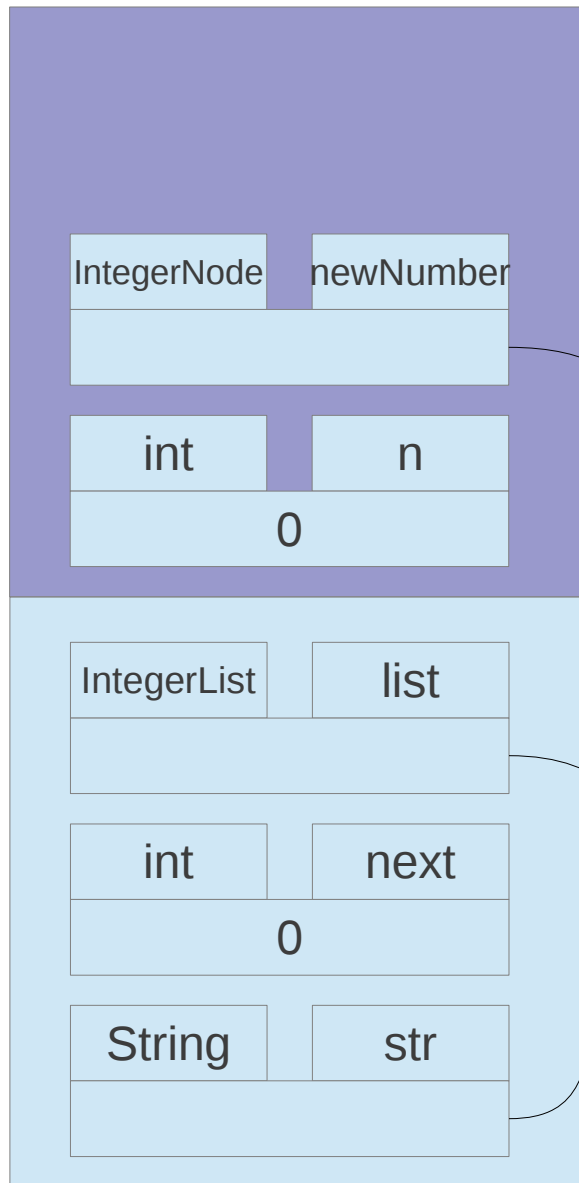 IntegerNode newNumber
int n
0
IntegerList list
int next
0
String str